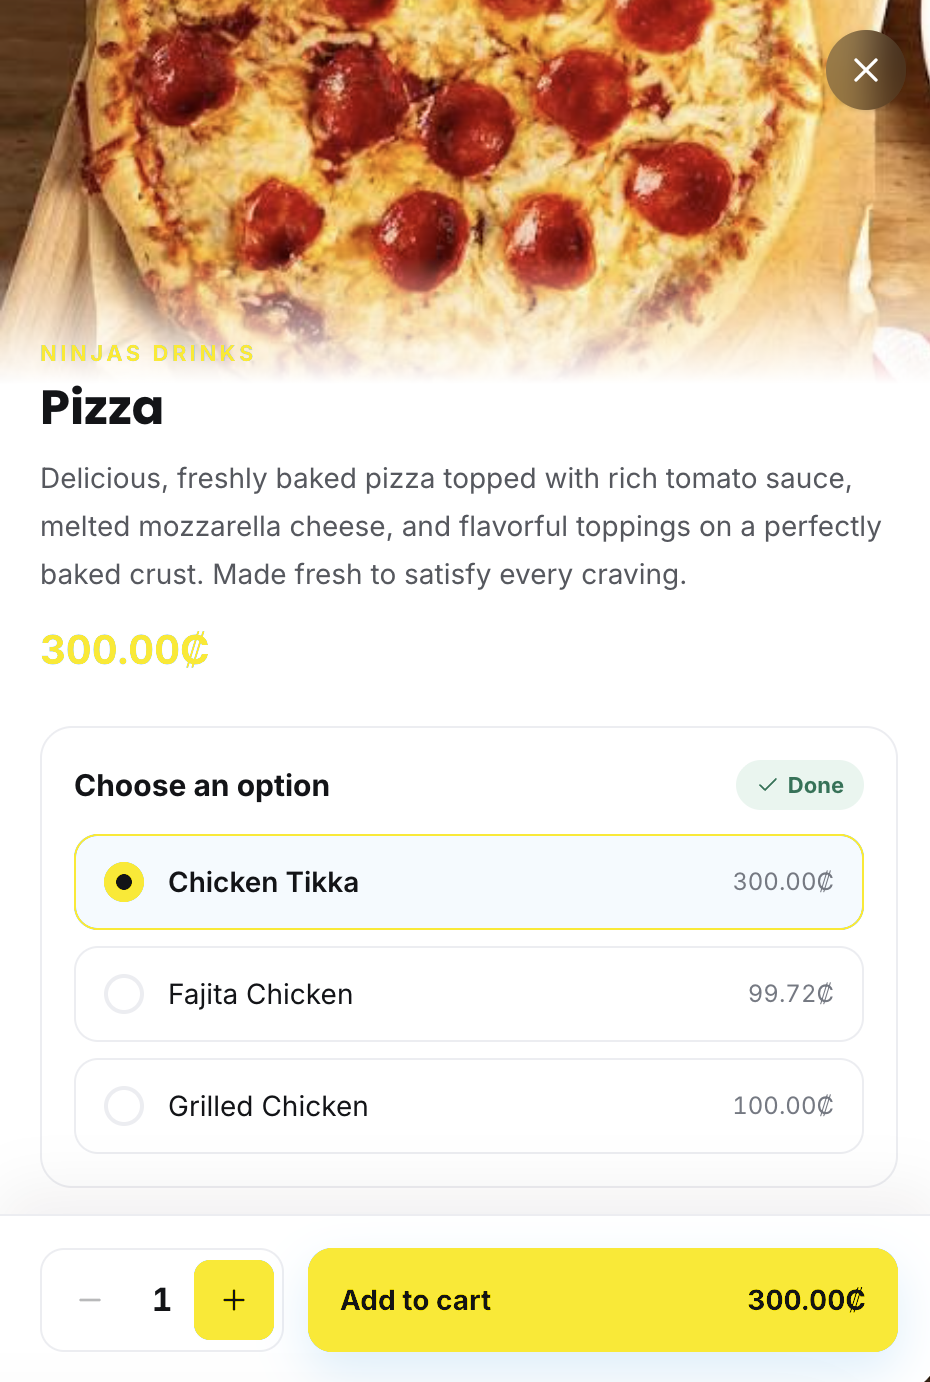 NINJAS DRINKS
Pizza
Delicious, freshly baked pizza topped with rich tomato sauce,
melted mozzarella cheese, and flavorful toppings on a perfectly
baked crust. Made fresh to satisfy every craving.
300.00₡
Choose an option
Done
Chicken Tikka 300.00₡
Fajita Chicken 99.72₡
Grilled Chicken 100.00₡
1
Add to cart 300.00₡